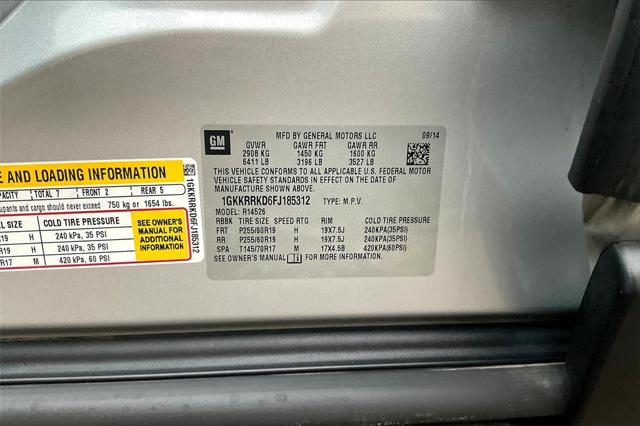 GM
MFD BY GENERAL MOTORS LLC 09/14
GVWR GAWR FRT GAWR RR
2908 KG 1450 KG 1600 KG
6411 LB 3196 LB 3527 LB
THIS VEHICLE CONFORMS TO ALL APPLICABLE U.S. FEDERAL MOTOR
VEHICLE SAFETY STANDARDS IN EFFECT ON THE DATE OF
MANUFACTURE SHOWN ABOVE.
1GKKRRKD6FJ185312 TYPE: M.P.V.
MODEL: R14526
RBBK TIRE SIZE SPEED RTG RIM COLD TIRE PRESSURE
FRT P255/60R19 H 19X7.5J 240KPA(35PSI)
RR P255/60R19 H 19X7.5J 240KPA(35PSI)
SPA T145/70R17 M 17X4.5B 420KPA(60PSI)
SEE OWNER'S MANUAL i FOR MORE INFORMATION.
AND LOADING INFORMATION
TOTAL 7 FRONT 2 REAR 5
and cargo should never exceed 750 kg or 1654 lbs.
SIZE COLD TIRE PRESSURE
R19 H 240 kPa, 35 PSI
R19 H 240 kPa, 35 PSI
R17 M 420 kPa, 60 PSI
SEE OWNER'S
MANUAL FOR
ADDITIONAL
INFORMATION
1GKKRRKD6FJ185312